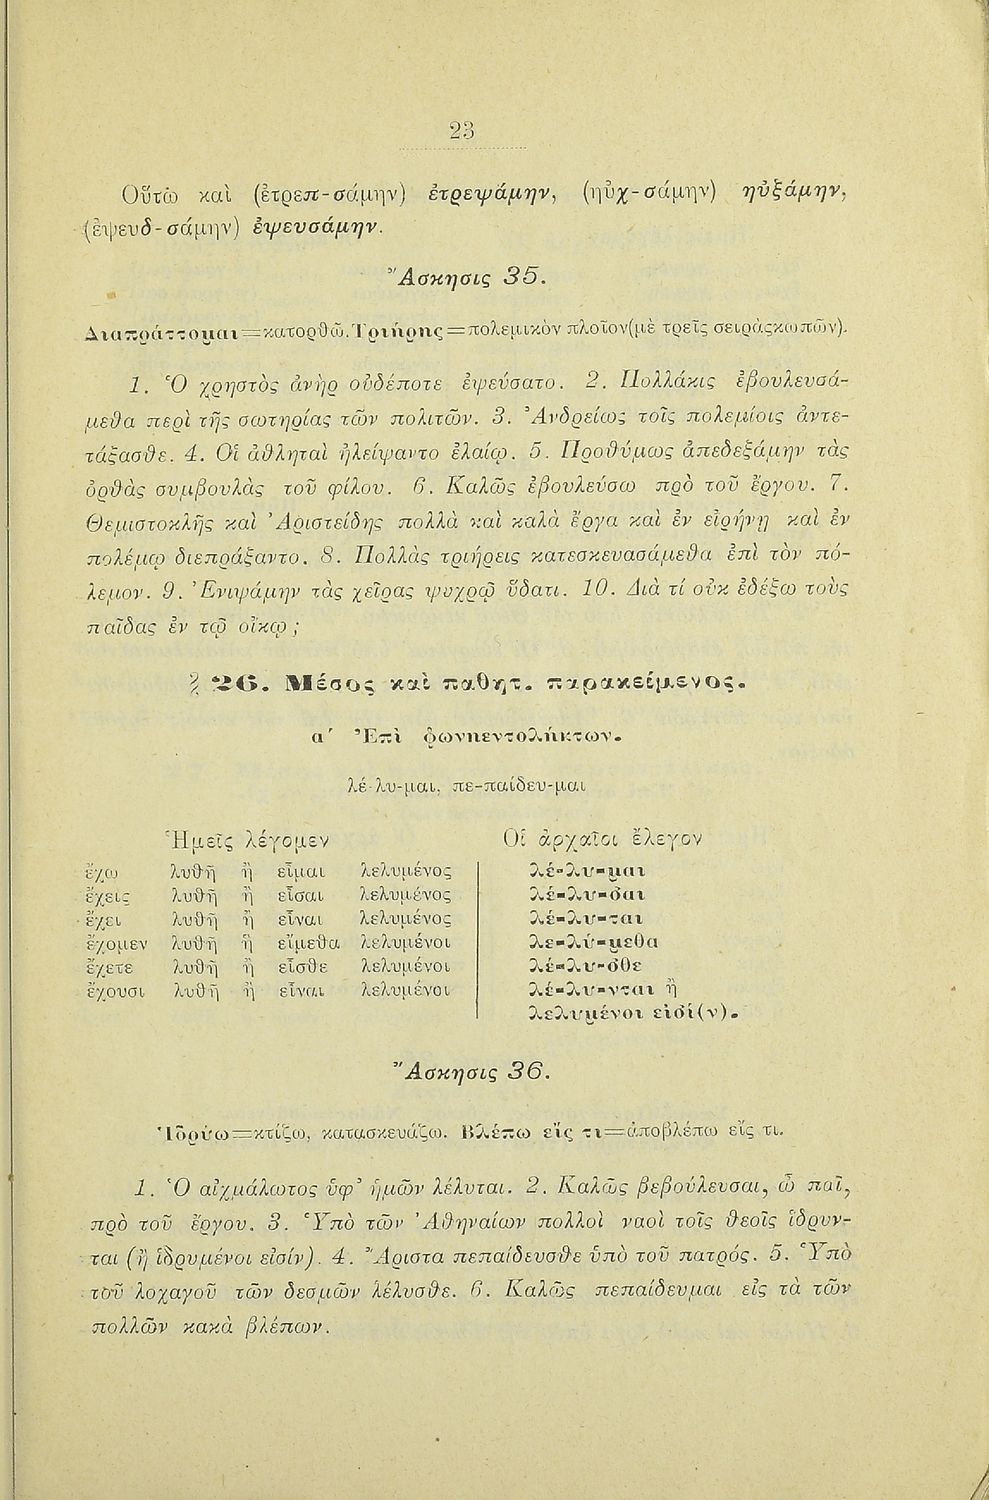 23
Οὕτω καὶ (ἐτρεπ-σάμην) ἐτρεψάμην, (ηὐχ-σάμην) ηὐξάμην,
(ἐψευδ-σάμην) ἐψευσάμην.
Ἄσκησις 35.
Διαπράττομαι=κατορθῶ. Τριήρης=πολεμικὸν πλοῖον(μὲ τρεῖς σειρὰςκωπῶν).
1. Ὁ χρηστὸς ἀνὴρ οὐδέποτε ἐψεύσατο. 2. Πολλάκις ἐβουλευσά-
μεθα περὶ τῆς σωτηρίας τῶν πολιτῶν. 3. Ἀνδρείως τοῖς πολεμίοις ἀντε-
τάξασθε. 4. Οἱ ἀθληταὶ ἠλείψαντο ἐλαίῳ. 5. Προθύμως ἀπεδεξάμην τὰς
ὀρθὰς συμβουλὰς τοῦ φίλου. 6. Καλῶς ἐβουλεύσω πρὸ τοῦ ἔργου. 7.
Θεμιστοκλῆς καὶ Ἀριστείδης πολλὰ καὶ καλὰ ἔργα καὶ ἐν εἰρήνῃ καὶ ἐν
πολέμῳ διεπράξαντο. 8. Πολλὰς τριήρεις κατεσκευασάμεθα ἐπὶ τὸν πό-
λεμον. 9. Ἐνιψάμην τὰς χεῖρας ψυχρῷ ὕδατι. 10. Διὰ τί οὐκ ἐδέξω τοὺς
παῖδας ἐν τῷ οἴκῳ;
§ 26. Μέσος καὶ παθητ. παρακείμενος.
α΄ Ἐπὶ φωνηεντολήκτων.
λέ-λυ-μαι, πε-παίδευ-μαι
Ἡμεῖς λέγομεν Οἱ ἀρχαῖοι ἔλεγον
ἔχω λυθῆ ἢ εἶμαι λελυμένος λέ-λυ-μαι
ἔχεις λυθῆ ἢ εἶσαι λελυμένος λέ-λυ-σαι
ἔχει λυθῆ ἢ εἶναι λελυμένος λέ-λυ-ται
ἔχομεν λυθῆ ἢ εἴμεθα λελυμένοι λε-λύ-μεθα
ἔχετε λυθῆ ἢ εἶσθε λελυμένοι λέ-λυ-σθε
ἔχουσι λυθῆ ἢ εἶναι λελυμένοι λέ-λυ-νται ἢ
λελυμένοι εἰσί(ν).
Ἄσκησις 36.
Ἱδρύω=κτίζω, κατασκευάζω. Βλέπω εἴς τι=ἀποβλέπω εἴς τι.
1. Ὁ αἰχμάλωτος ὑφ' ἡμῶν λέλυται. 2. Καλῶς βεβούλευσαι, ὦ παῖ,
πρὸ τοῦ ἔργου. 3. Ὑπὸ τῶν Ἀθηναίων πολλοὶ ναοὶ τοῖς θεοῖς ἵδρυν-
ται (ἢ ἱδρυμένοι εἰσίν). 4. Ἄριστα πεπαίδευσθε ὑπὸ τοῦ πατρός. 5. Ὑπὸ
τοῦ λοχαγοῦ τῶν δεσμῶν λέλυσθε. 6. Καλῶς πεπαίδευμαι εἰς τὰ τῶν
πολλῶν κακὰ βλέπων.